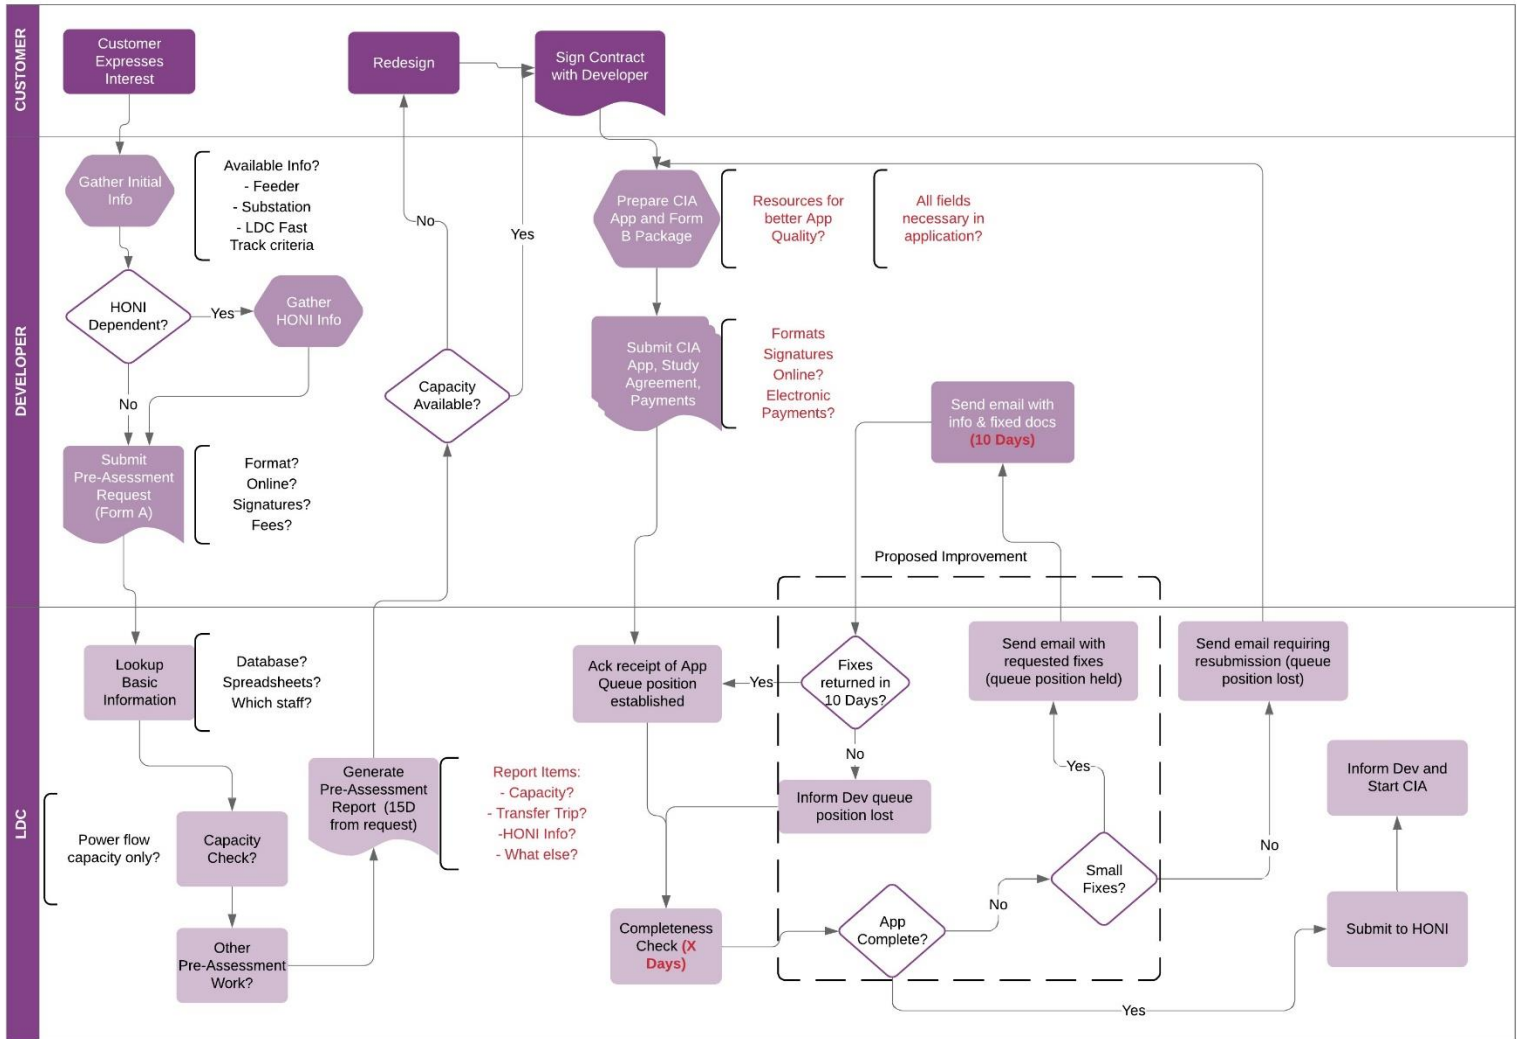 CUSTOMER
Customer
Expresses
Interest
Redesign
Sign Contract
with Developer
DEVELOPER
Gather Initial
Info
Available Info?
- Feeder
- Substation
- LDC Fast
Track criteria
HONI
Dependent?
Yes
Gather
HONI Info
No
Submit
Pre-Asessment
Request
(Form A)
Format?
Online?
Signatures?
Fees?
No
Yes
Capacity
Available?
Prepare CIA
App and Form
B Package
Resources for
better App
Quality?
All fields
necessary in
application?
Submit CIA
App, Study
Agreement,
Payments
Formats
Signatures
Online?
Electronic
Payments?
Send email with
info & fixed docs
(10 Days)
Proposed Improvement
LDC
Lookup
Basic
Information
Database?
Spreadsheets?
Which staff?
Power flow
capacity only?
Capacity
Check?
Other
Pre-Assessment
Work?
Generate
Pre-Assessment
Report (15D
from request)
Report Items:
- Capacity?
- Transfer Trip?
-HONI Info?
- What else?
Ack receipt of App
Queue position
established
Yes
Fixes
returned in
10 Days?
No
Inform Dev queue
position lost
Send email with
requested fixes
(queue position held)
Send email requiring
resubmission (queue
position lost)
Yes
Small
Fixes?
No
Completeness
Check (X
Days)
App
Complete?
No
Yes
Inform Dev and
Start CIA
Submit to HONI